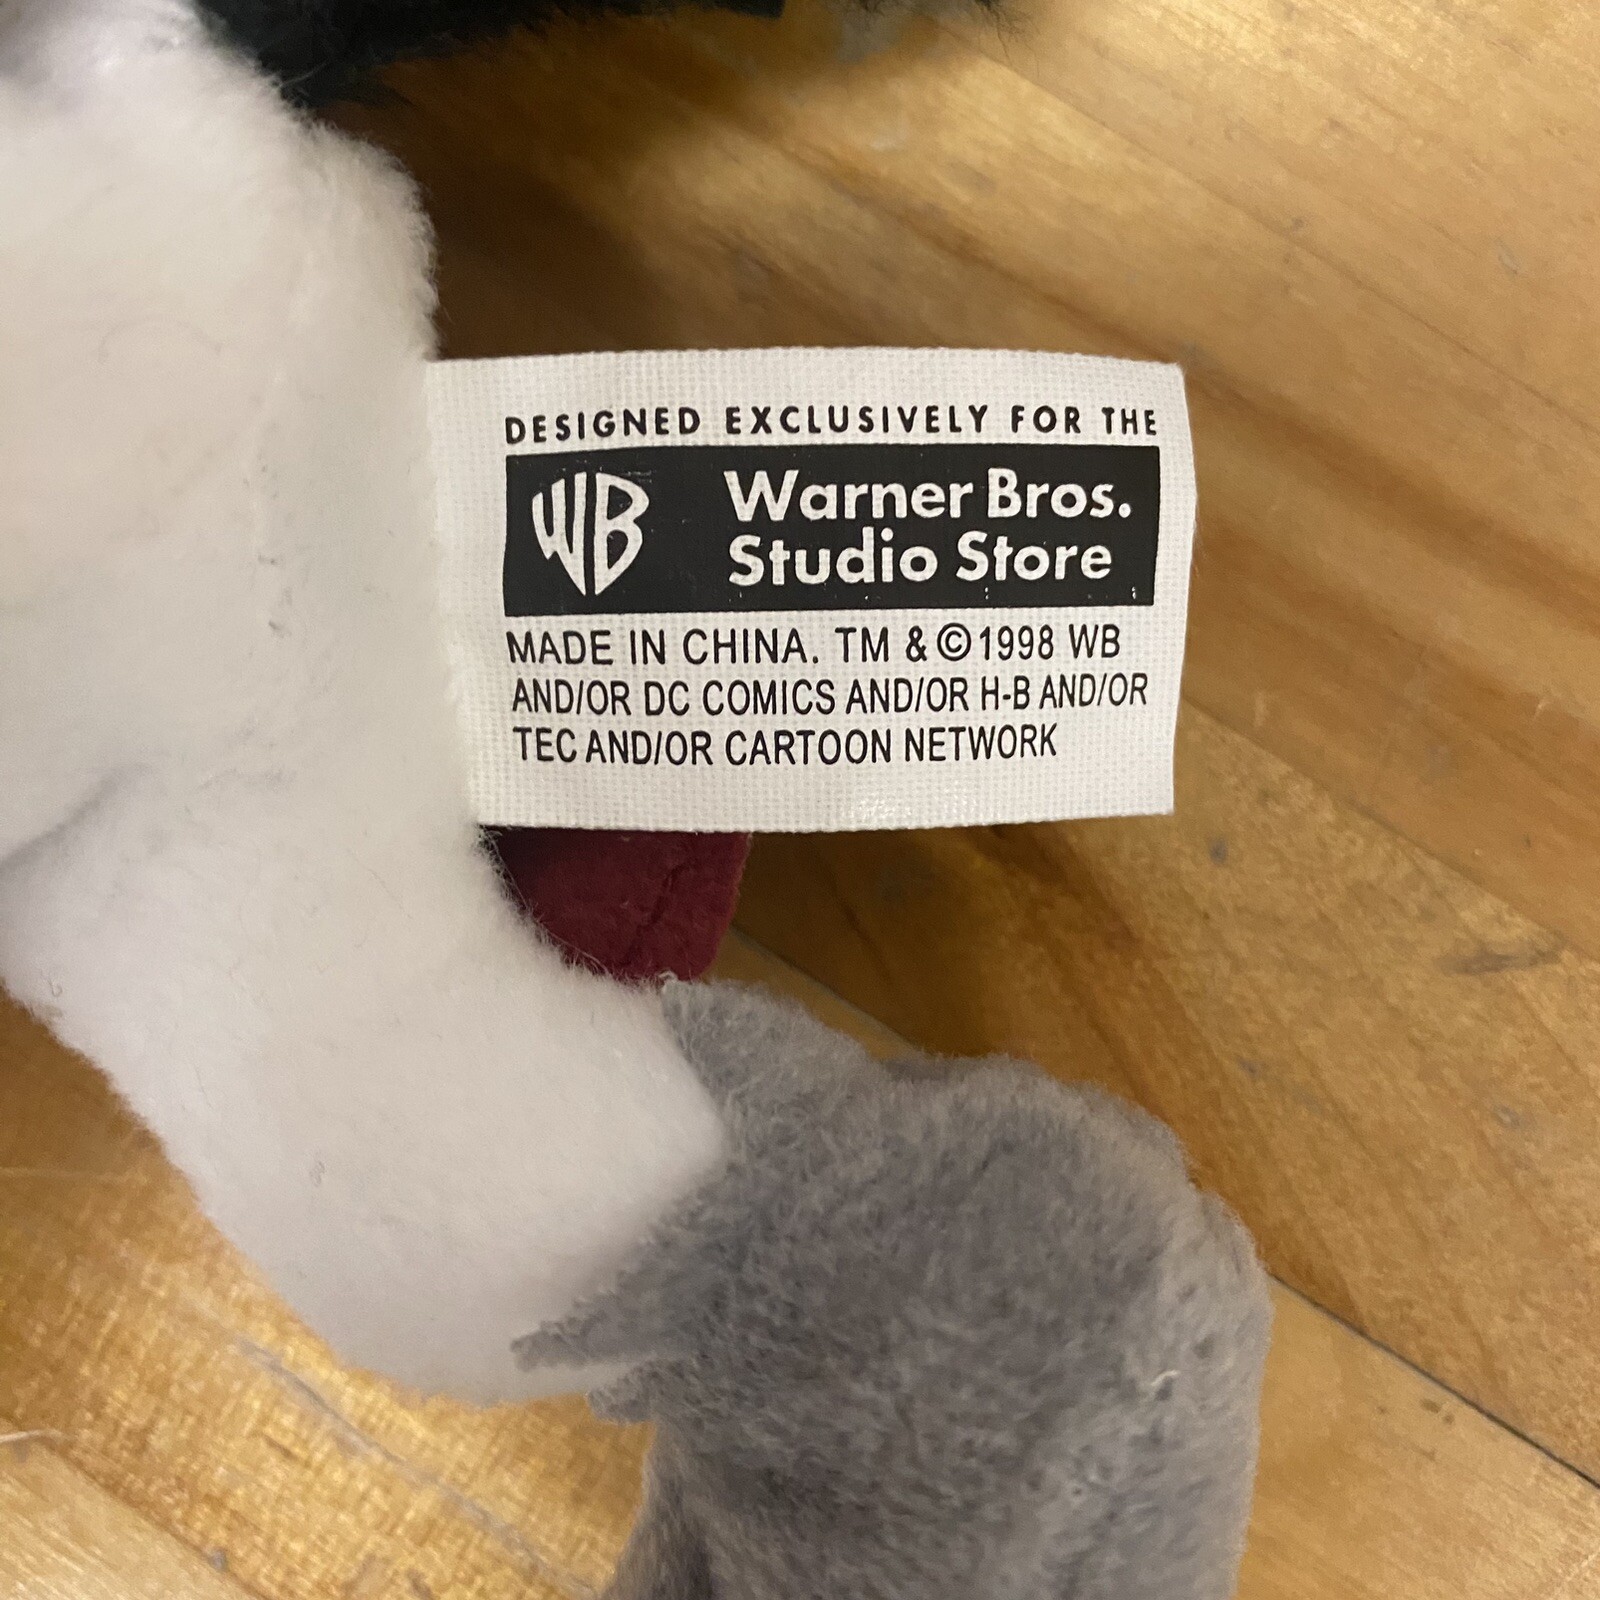 DESIGNED EXCLUSIVELY FOR THE
WB Warner Bros.
Studio Store
MADE IN CHINA. TM & ©1998 WB
AND/OR DC COMICS AND/OR H-B AND/OR
TEC AND/OR CARTOON NETWORK